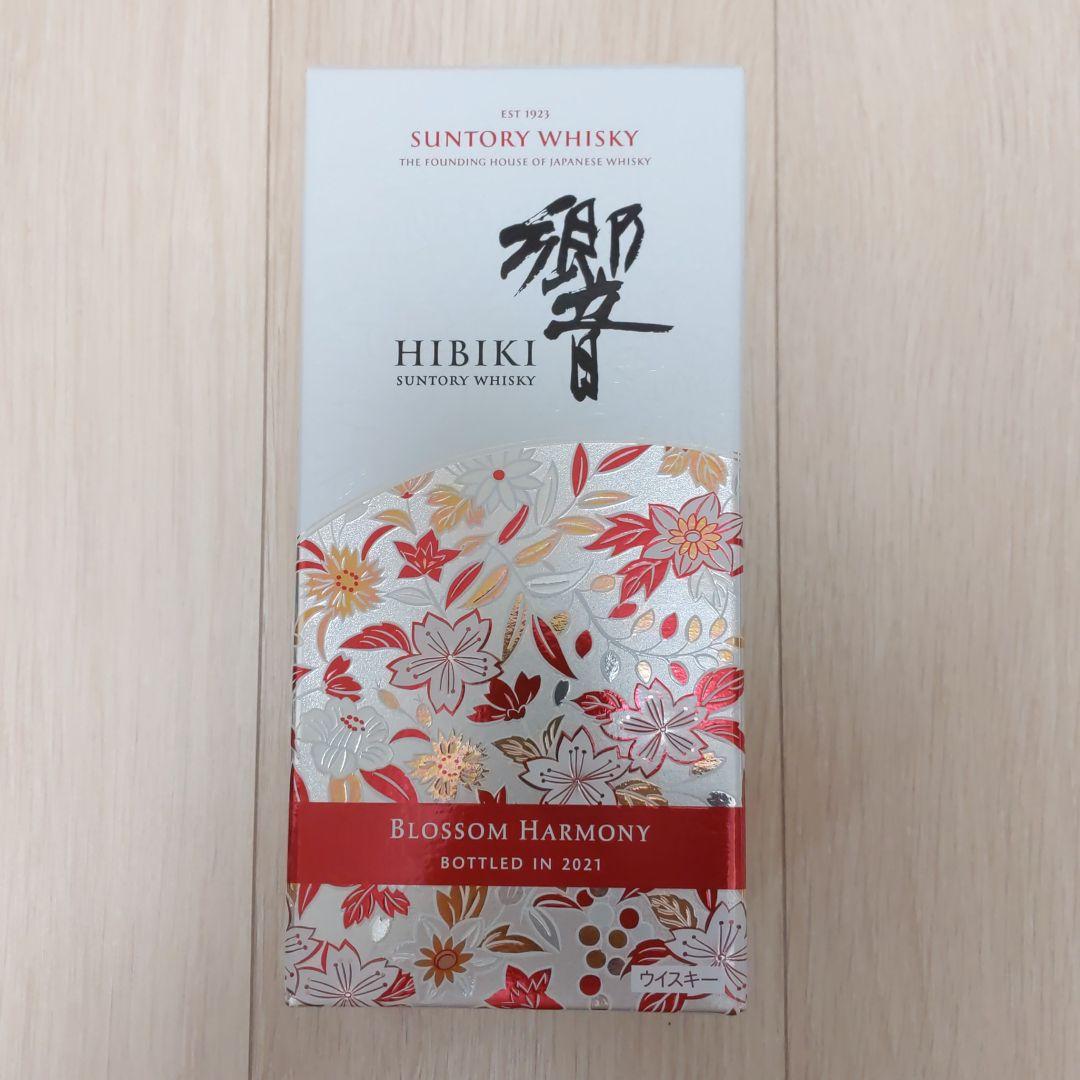 EST 1923
SUNTORY WHISKY
THE FOUNDING HOUSE OF JAPANESE WHISKY
響
HIBIKI
SUNTORY WHISKY
BLOSSOM HARMONY
BOTTLED IN 2021
ウイスキー